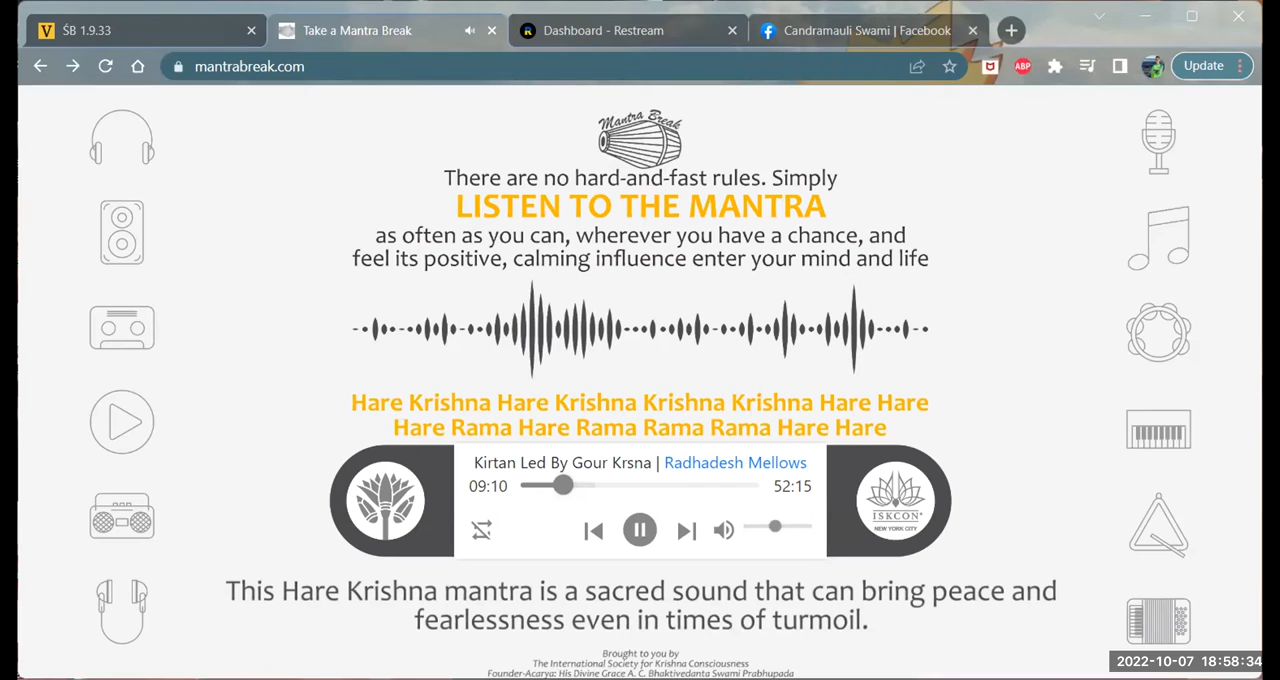 ŚB 1.9.33
Take a Mantra Break
Dashboard - Restream
Candramauli Swami | Facebook
mantrabreak.com
ABP
Update
Mantra Break
There are no hard-and-fast rules. Simply
LISTEN TO THE MANTRA
as often as you can, wherever you have a chance, and
feel its positive, calming influence enter your mind and life
Hare Krishna Hare Krishna Krishna Krishna Hare Hare
Hare Rama Hare Rama Rama Rama Hare Hare
Kirtan Led By Gour Krsna | Radhadesh Mellows
09:10
52:15
ISKCON®
NEW YORK CITY
This Hare Krishna mantra is a sacred sound that can bring peace and
fearlessness even in times of turmoil.
Brought to you by
The International Society for Krishna Consciousness
Founder-Acarya: His Divine Grace A. C. Bhaktivedanta Swami Prabhupada
2022-10-07 18:58:34